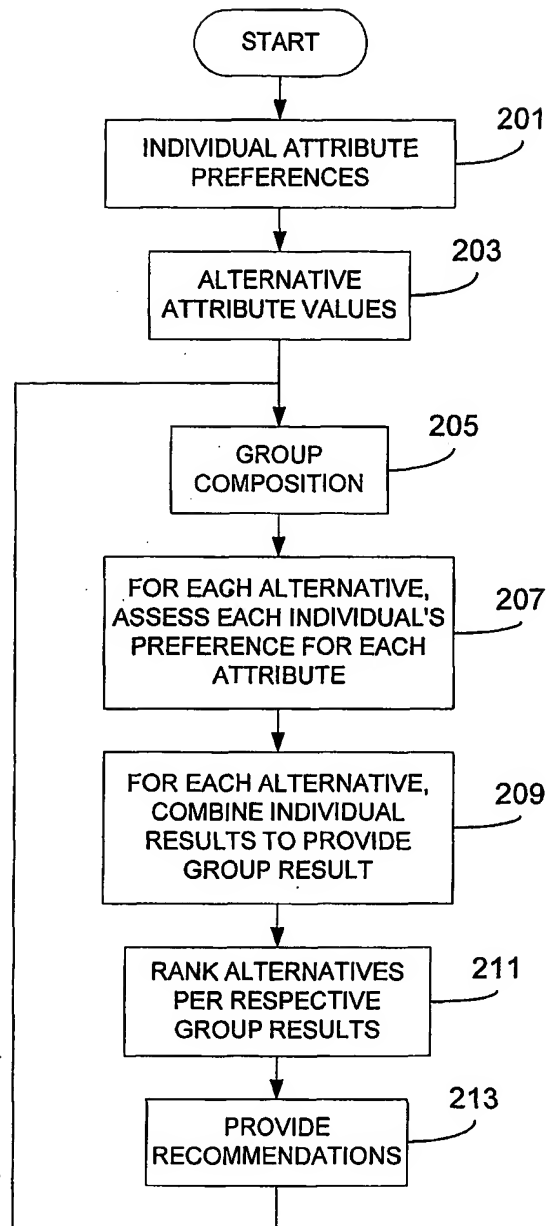 START
201
INDIVIDUAL ATTRIBUTE
PREFERENCES
203
ALTERNATIVE
ATTRIBUTE VALUES
205
GROUP
COMPOSITION
FOR EACH ALTERNATIVE,
ASSESS EACH INDIVIDUAL'S
PREFERENCE FOR EACH
ATTRIBUTE
207
FOR EACH ALTERNATIVE,
COMBINE INDIVIDUAL
RESULTS TO PROVIDE
GROUP RESULT
209
RANK ALTERNATIVES
PER RESPECTIVE
GROUP RESULTS
211
213
PROVIDE
RECOMMENDATIONS